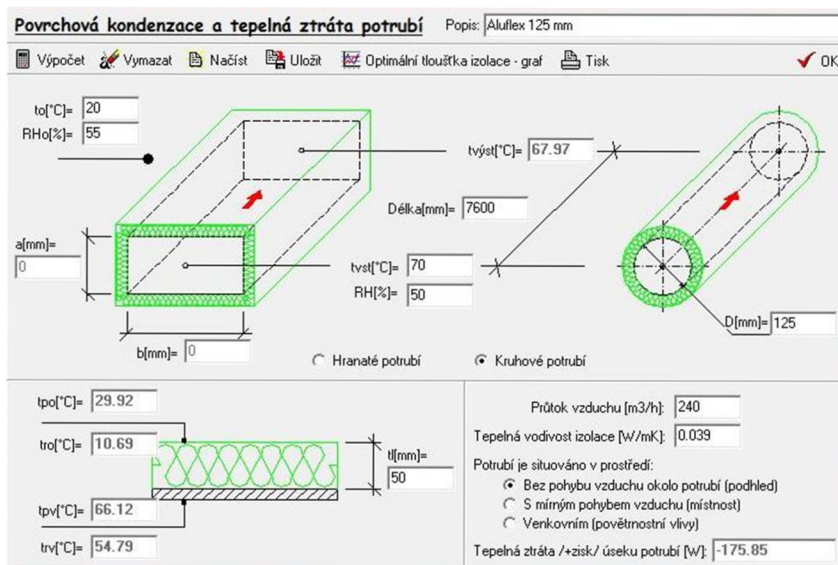 Povrchová kondenzace a tepelná ztráta potrubí Popis: Aluflex 125 mm
Výpočet Vymazat Načíst Uložit Optimální tloušťka izolace - graf Tisk OK
to[°C]= 20
RHo[%]= 55
tvýst[°C]= 67.97
Délka[mm]= 7600
a[mm]=
0
tvst[°C]= 70
RH[%]= 50
D[mm]= 125
b[mm]= 0
Hranaté potrubí Kruhové potrubí
tpo[°C]= 29.92
tro[°C]= 10.69
tl[mm]=
50
tpv[°C]= 66.12
trv[°C]= 54.79
Průtok vzduchu [m3/h]: 240
Tepelná vodivost izolace [W/mK]: 0.039
Potrubí je situováno v prostředí:
Bez pohybu vzduchu okolo potrubí (podhled)
S mírným pohybem vzduchu (místnost)
Venkovním (povětrnostní vlivy)
Tepelná ztráta /+zisk/ úseku potrubí [W]: -175.85